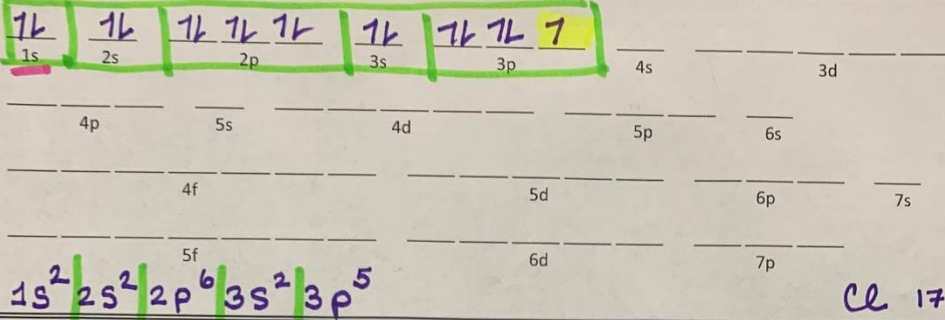 1s 2s 2p 3s 3p 4s 3d
4p 5s 4d 5p 6s
4f 5d 6p 7s
5f 6d 7p
1s² 2s² 2p⁶ 3s² 3p⁵ Cl 17